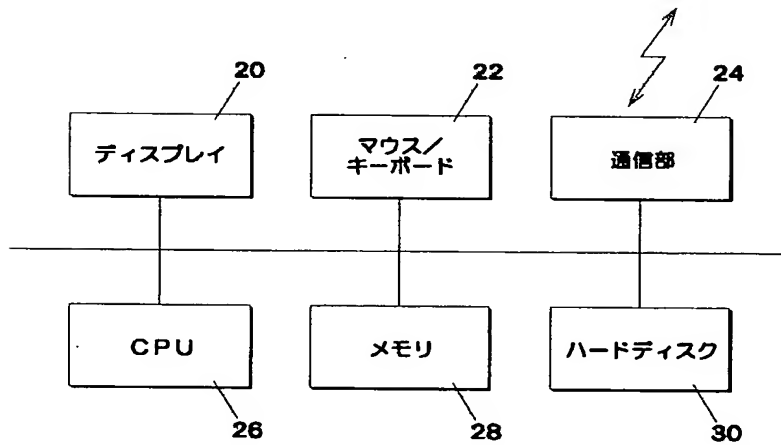 20
22
24
ディスプレイ
マウス／
キーボード
通信部
CPU
メモリ
ハードディスク
26
28
30